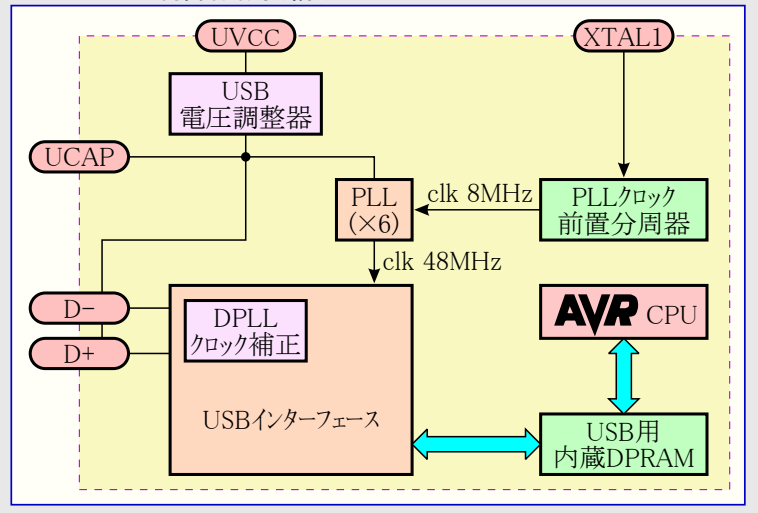 UVCC
XTAL1
USB
電圧調整器
UCAP
PLL
(×6)
clk 8MHz
PLLクロック
前置分周器
clk 48MHz
D−
D+
DPLL
クロック補正
USBインターフェース
AVR CPU
USB用
内蔵DPRAM